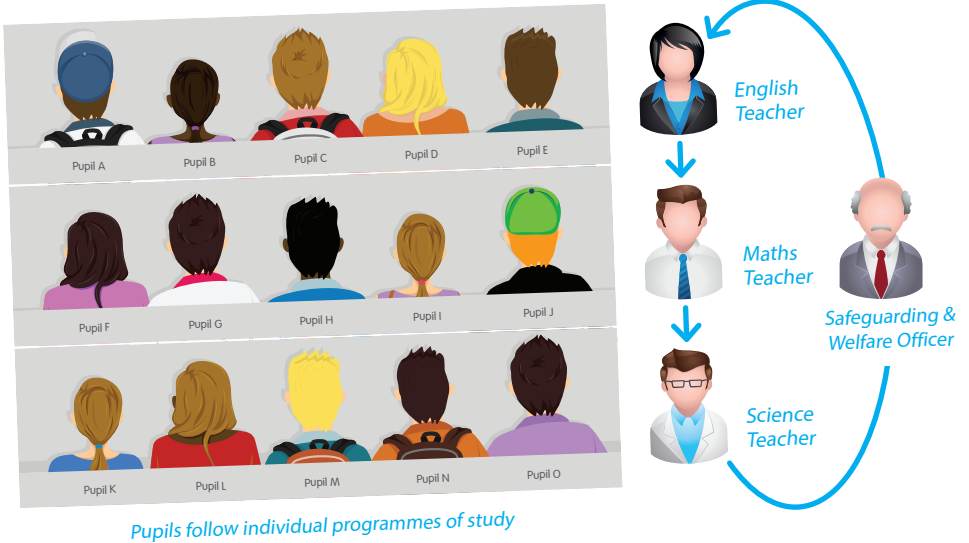 Pupil A
Pupil B
Pupil C
Pupil D
Pupil E
Pupil F
Pupil G
Pupil H
Pupil I
Pupil J
Pupil K
Pupil L
Pupil M
Pupil N
Pupil O
Pupils follow individual programmes of study
English
Teacher
Maths
Teacher
Science
Teacher
Safeguarding &
Welfare Officer